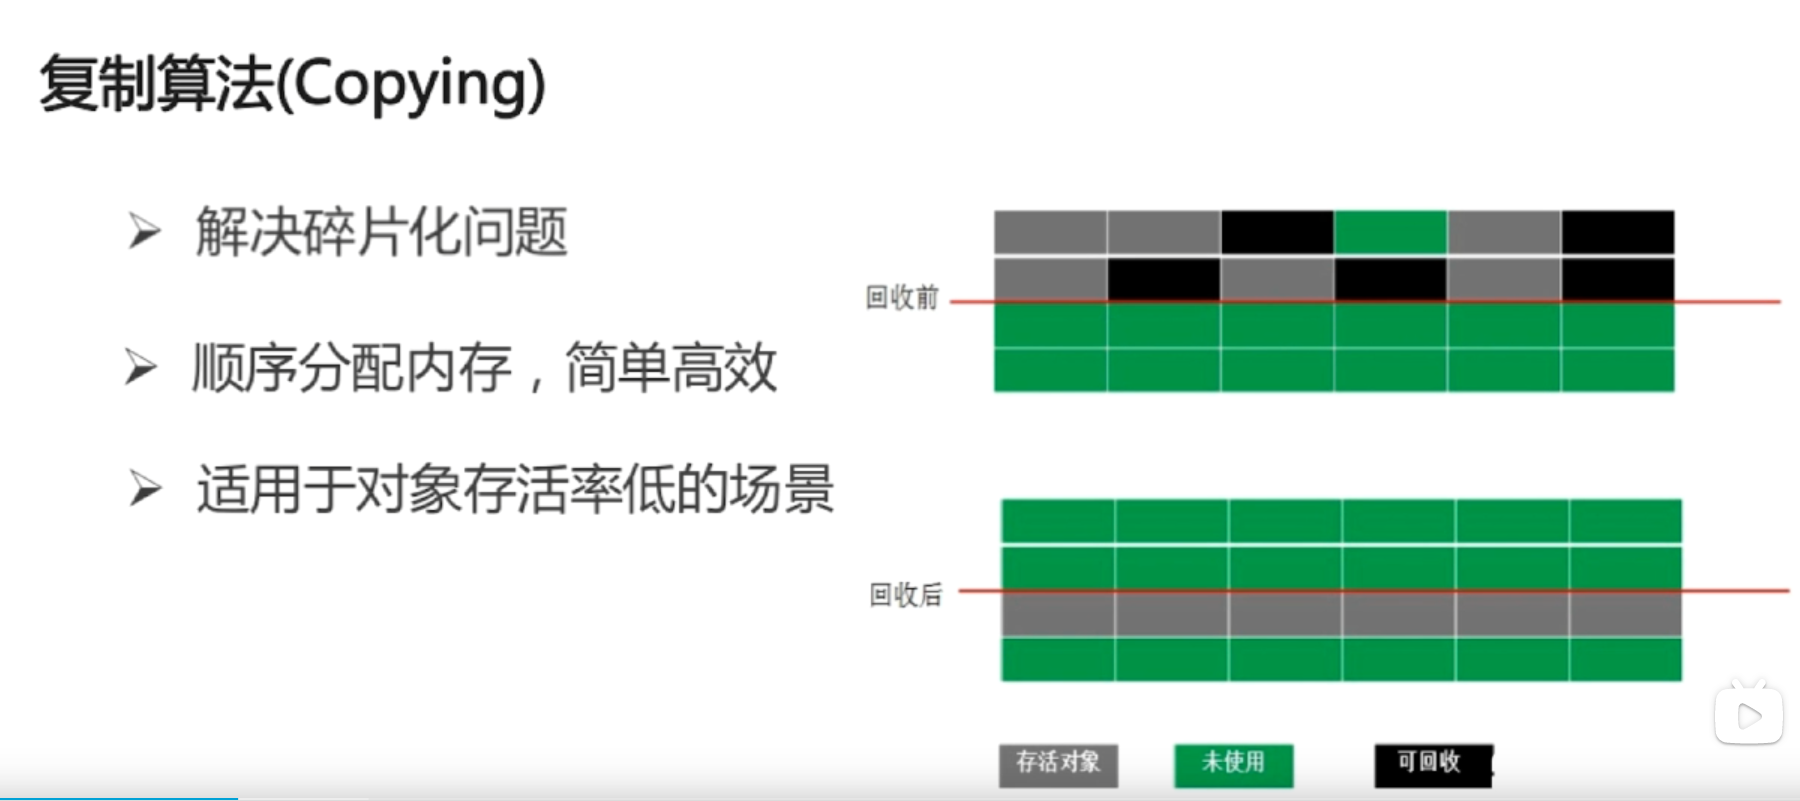 复制算法(Copying)
解决碎片化问题
顺序分配内存，简单高效
适用于对象存活率低的场景
回收前
回收后
存活对象
未使用
可回收